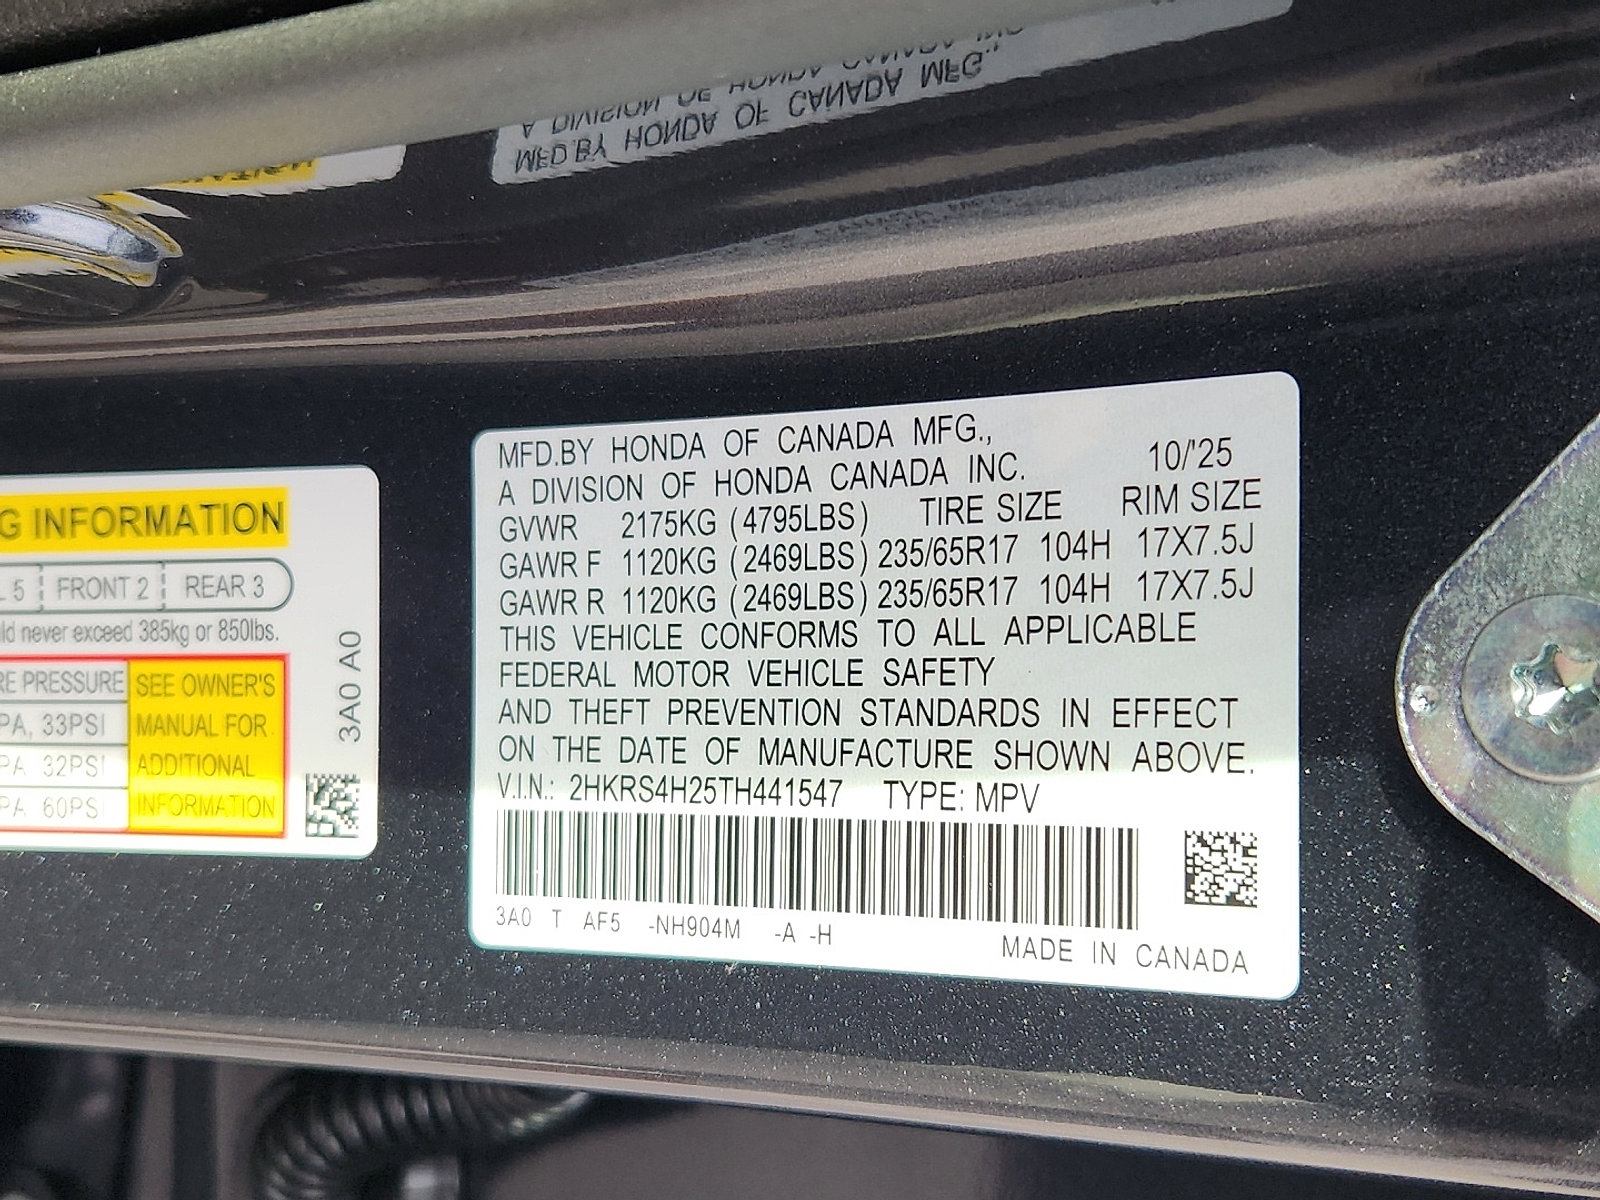 A DIVISION OF HONDA CANADA INC
MFD.BY HONDA OF CANADA MFG.,
G INFORMATION
L 5 FRONT 2 REAR 3
ld never exceed 385kg or 850lbs.
RE PRESSURE SEE OWNER'S
PA, 33PSI MANUAL FOR
PA, 32PSI ADDITIONAL
PA, 60PSI INFORMATION
3A0 A0
MFD.BY HONDA OF CANADA MFG.,
A DIVISION OF HONDA CANADA INC. 10/'25
GVWR 2175KG (4795LBS) TIRE SIZE RIM SIZE
GAWR F 1120KG (2469LBS) 235/65R17 104H 17X7.5J
GAWR R 1120KG (2469LBS) 235/65R17 104H 17X7.5J
THIS VEHICLE CONFORMS TO ALL APPLICABLE
FEDERAL MOTOR VEHICLE SAFETY
AND THEFT PREVENTION STANDARDS IN EFFECT
ON THE DATE OF MANUFACTURE SHOWN ABOVE.
V.I.N.: 2HKRS4H25TH441547 TYPE: MPV
3A0 T AF5 -NH904M -A -H
MADE IN CANADA